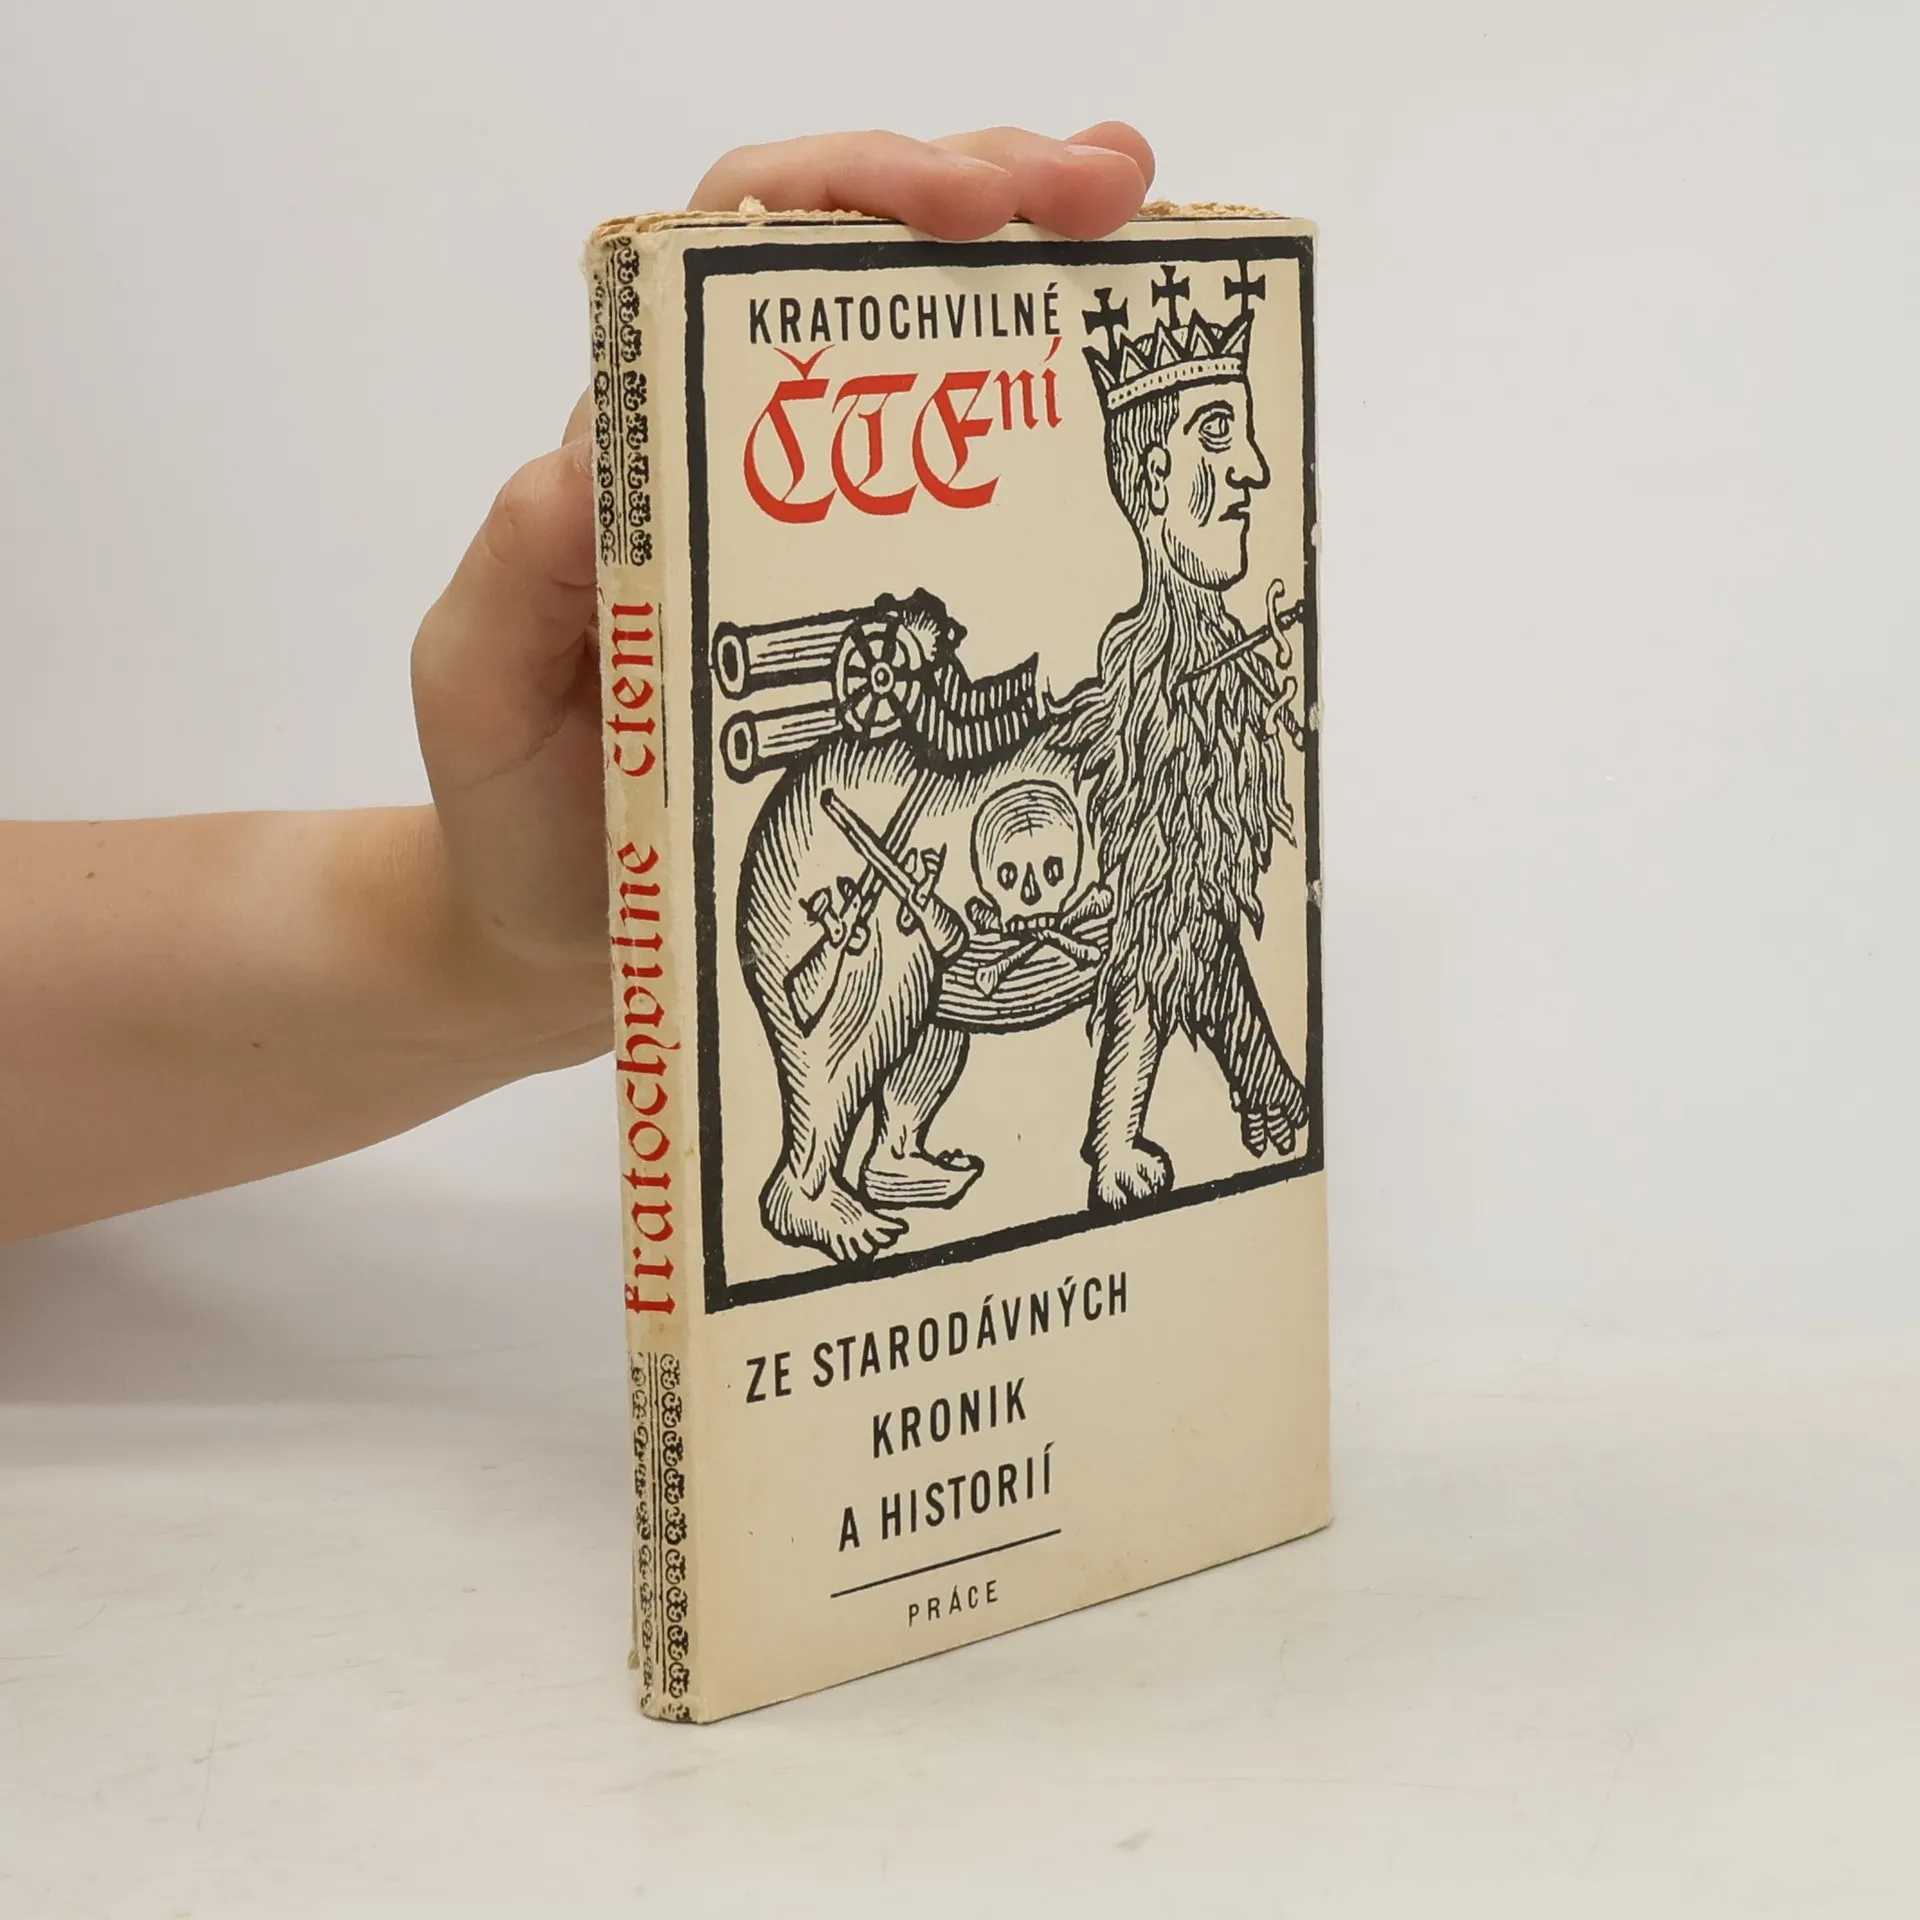 KRATOCHVILNÉ
ČTEní
ZE STARODÁVNÝCH
KRONIK
A HISTORIÍ
PRÁCE
kratochvilné čtení